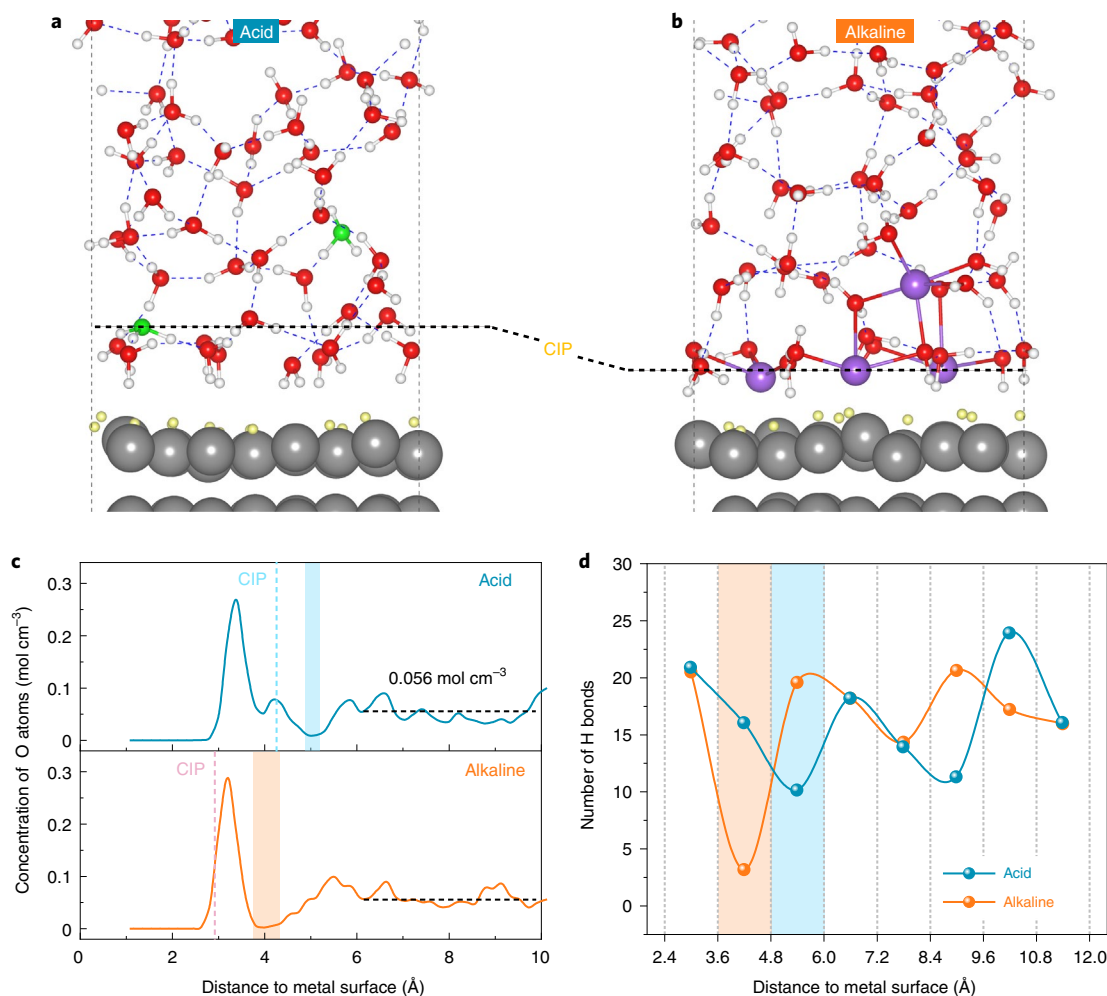 a
Acid
b
Alkaline
CIP
c
CIP
Acid
0.056 mol cm⁻³
0.3
0.2
0.1
0
CIP
Alkaline
0.3
0.2
0.1
0
0 2 4 6 8 10
Concentration of O atoms (mol cm⁻³)
Distance to metal surface (Å)
d
30
25
20
15
10
5
0
Number of H bonds
Acid
Alkaline
2.4 3.6 4.8 6.0 7.2 8.4 9.6 10.8 12.0
Distance to metal surface (Å)